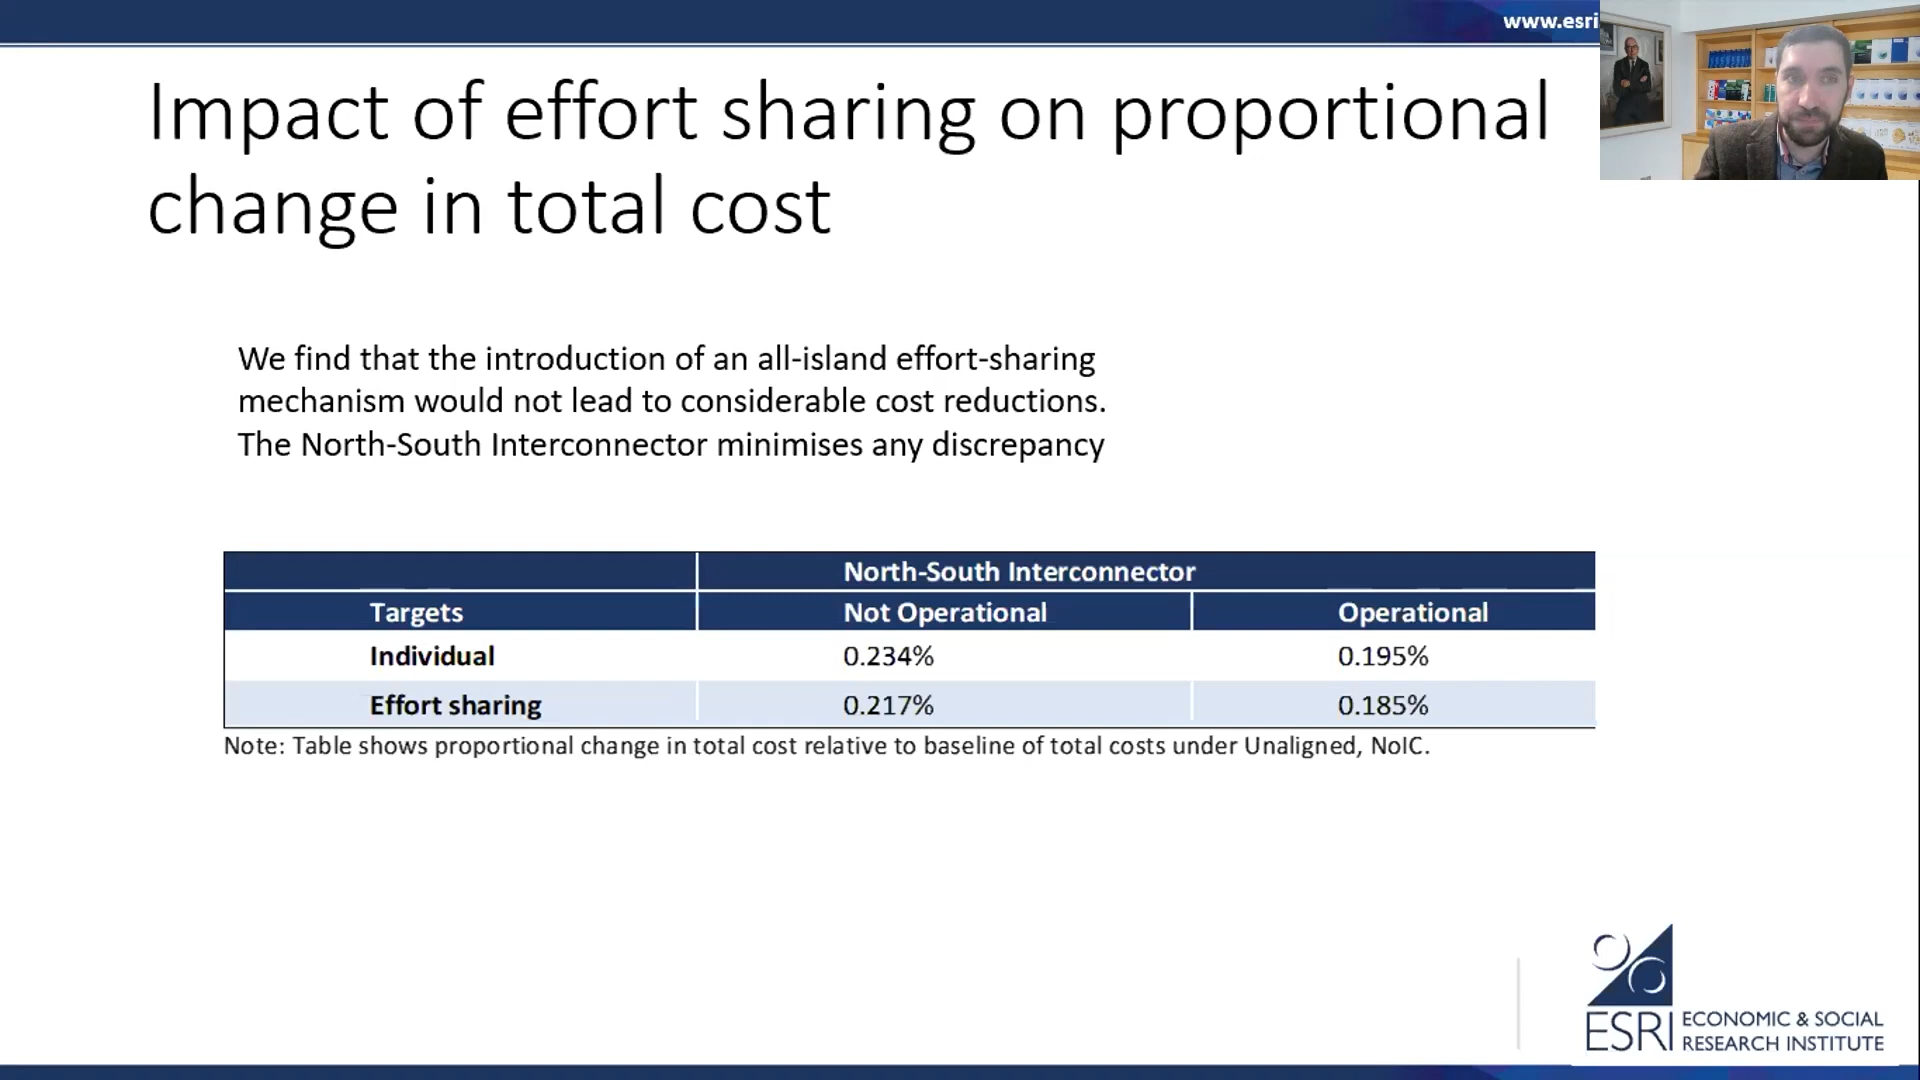 www.esri
Impact of effort sharing on proportional
change in total cost
We find that the introduction of an all-island effort-sharing
mechanism would not lead to considerable cost reductions.
The North-South Interconnector minimises any discrepancy
North-South Interconnector
Targets Not Operational Operational
Individual 0.234% 0.195%
Effort sharing 0.217% 0.185%
Note: Table shows proportional change in total cost relative to baseline of total costs under Unaligned, NoIC.
ESRI ECONOMIC & SOCIAL
RESEARCH INSTITUTE